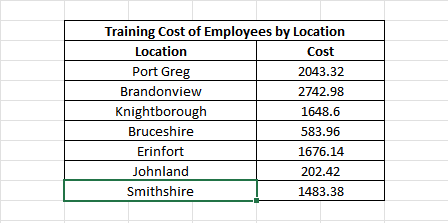 Training Cost of Employees by Location
Location Cost
Port Greg 2043.32
Brandonview 2742.98
Knightborough 1648.6
Bruceshire 583.96
Erinfort 1676.14
Johnland 202.42
Smithshire 1483.38